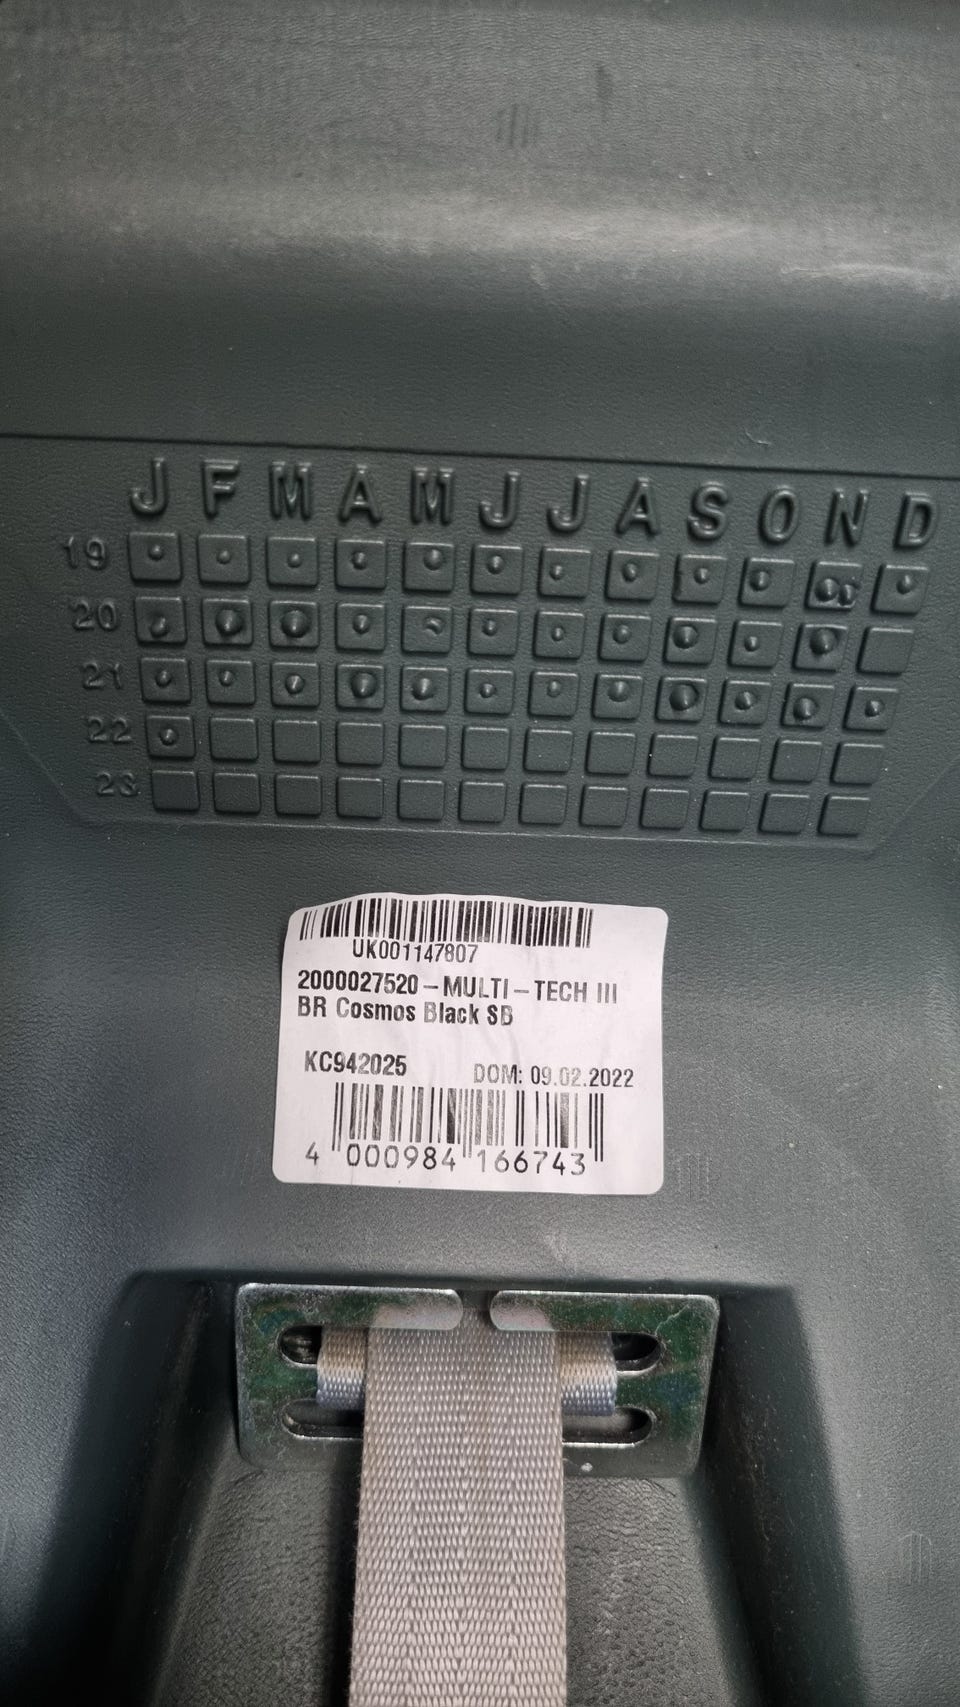 J F M A M J J A S O N D
19
20
21
22
23
UK001147807
2000027520-MULTI-TECH III
BR Cosmos Black SB
KC942025 DOM: 09.02.2022
4 000984 166743